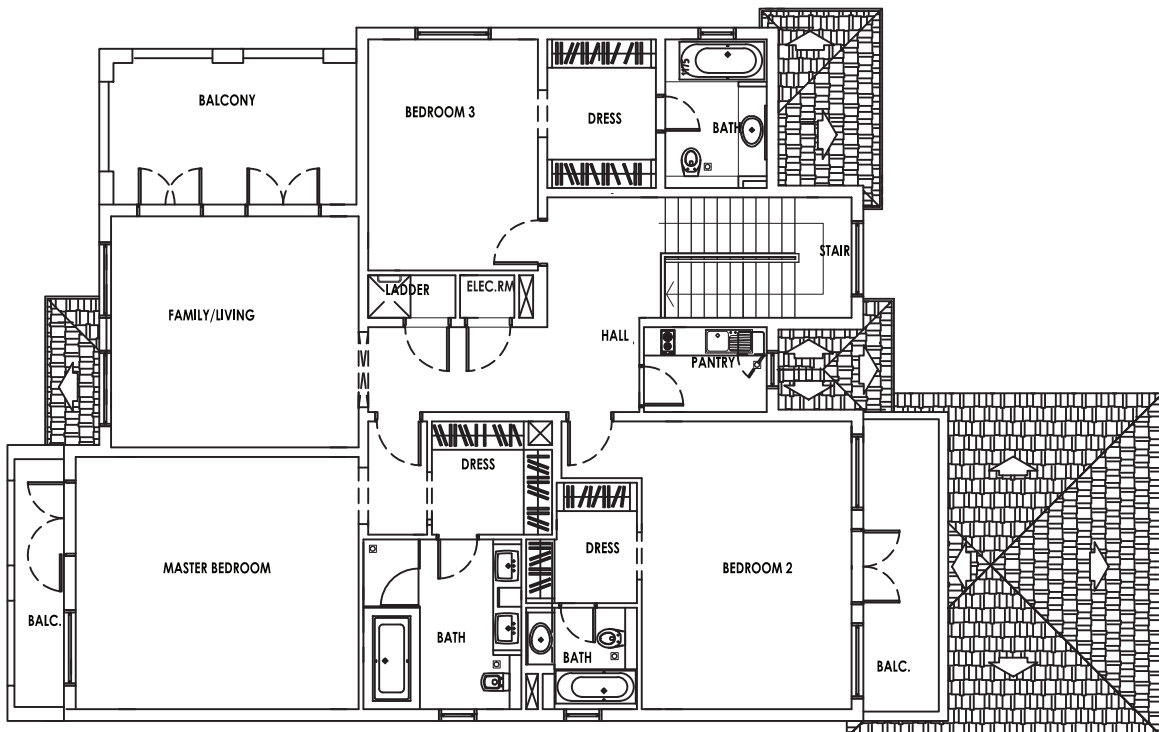 BALCONY
BEDROOM 3
DRESS
BATH
1175
STAIR
LADDER
ELEC.RM
FAMILY/LIVING
HALL
PANTRY
DRESS
DRESS
MASTER BEDROOM
BEDROOM 2
BALC.
BATH
BATH
BALC.